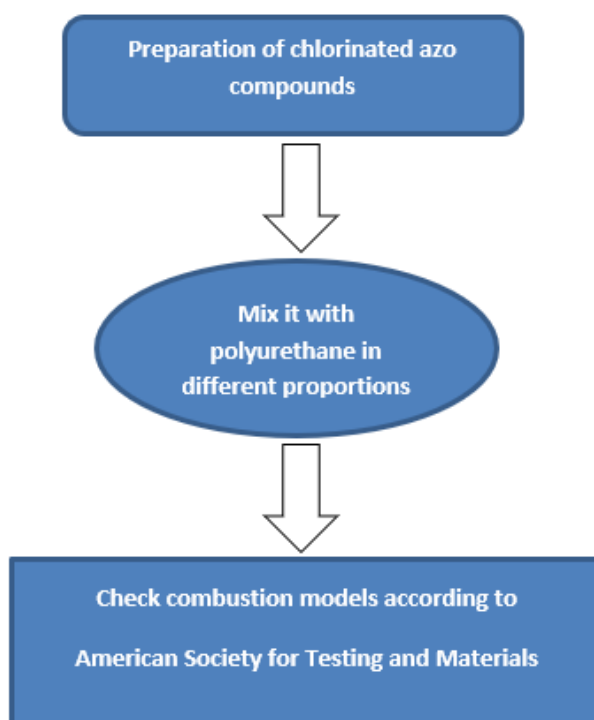 Preparation of chlorinated azo
compounds
Mix it with
polyurethane in
different proportions
Check combustion models according to
American Society for Testing and Materials